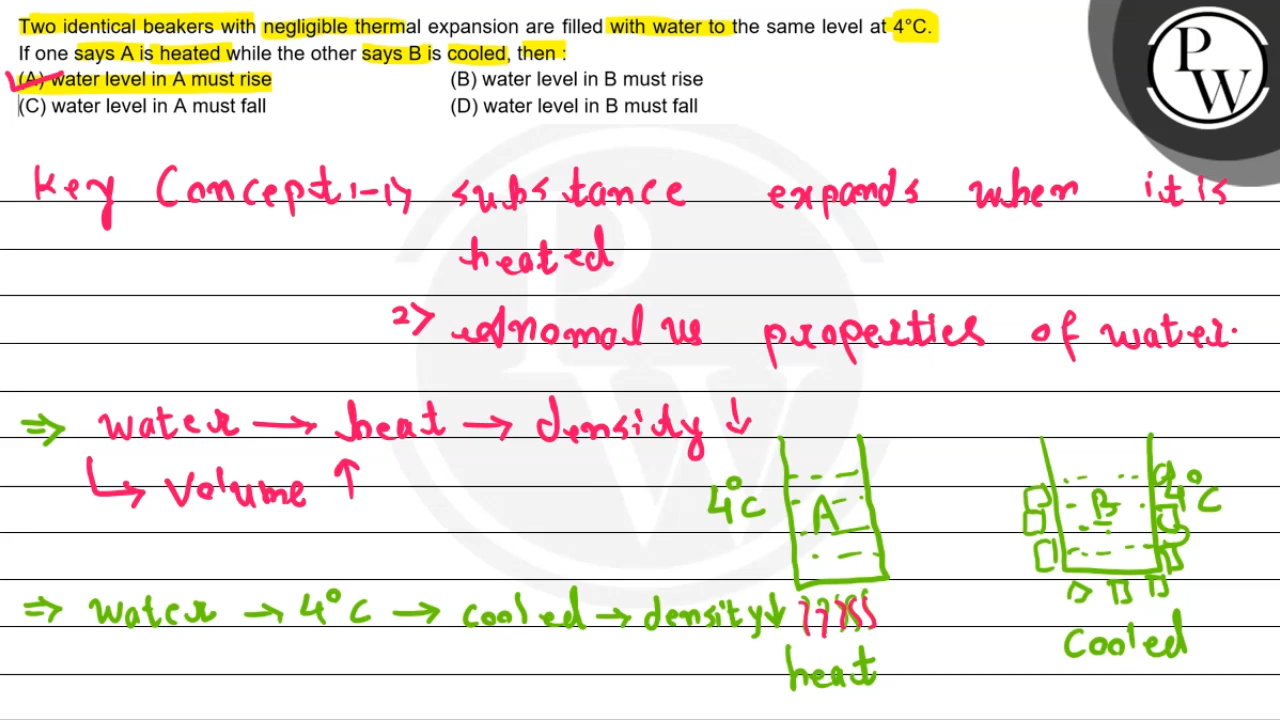 Two identical beakers with negligible thermal expansion are filled with water to the same level at 4°C.
If one says A is heated while the other says B is cooled, then :
(A) water level in A must rise (B) water level in B must rise
(C) water level in A must fall (D) water level in B must fall
P
W
Key Concept:-1> substance expands when it is
heated
2> Anomalus properties of water.
⇒ water → heat → density ↓
↳ volume ↑
4°C A B 4°C
⇒ water → 4°C → cooled → density ↓
heat cooled